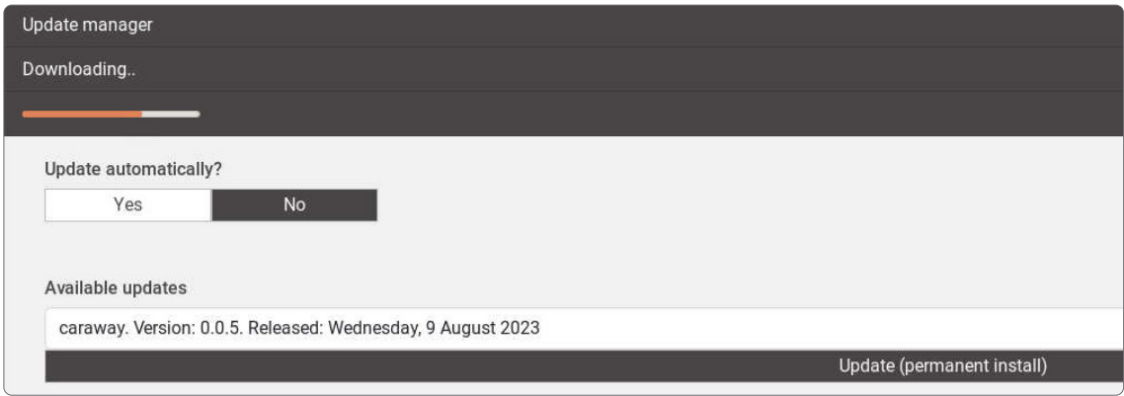 Update manager
Downloading..
Update automatically?
Yes No
Available updates
caraway. Version: 0.0.5. Released: Wednesday, 9 August 2023
Update (permanent install)